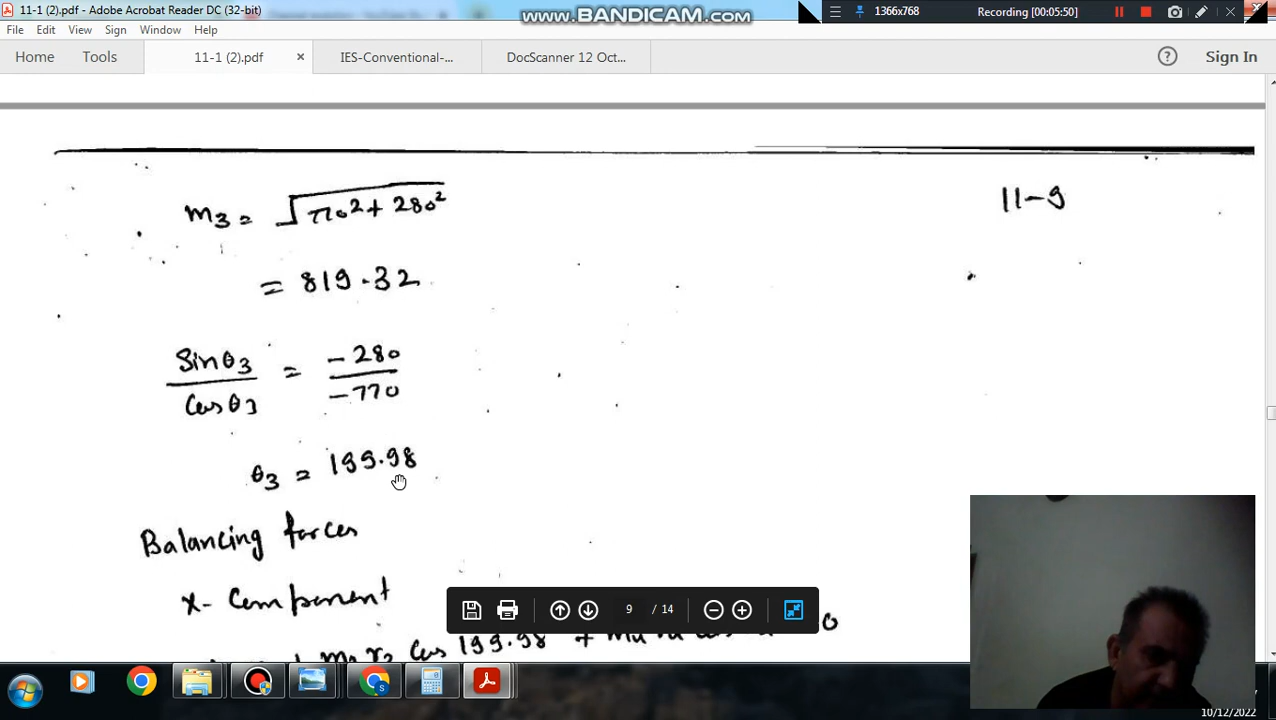 11-1 (2).pdf - Adobe Acrobat Reader DC (32-bit)
www.BANDICAM.com
1366x768
Recording [00:05:50]
File Edit View Sign Window Help
Home Tools 11-1 (2).pdf × IES-Conventional-... DocScanner 12 Oct... Sign In
11-9
m3 = √770² + 280²
= 819.32
Sinθ3 / Cosθ3 = -280 / -770
θ3 = 199.98
Balancing forces
x- Component
9 / 14
cos 199.98 +
10/12/2022